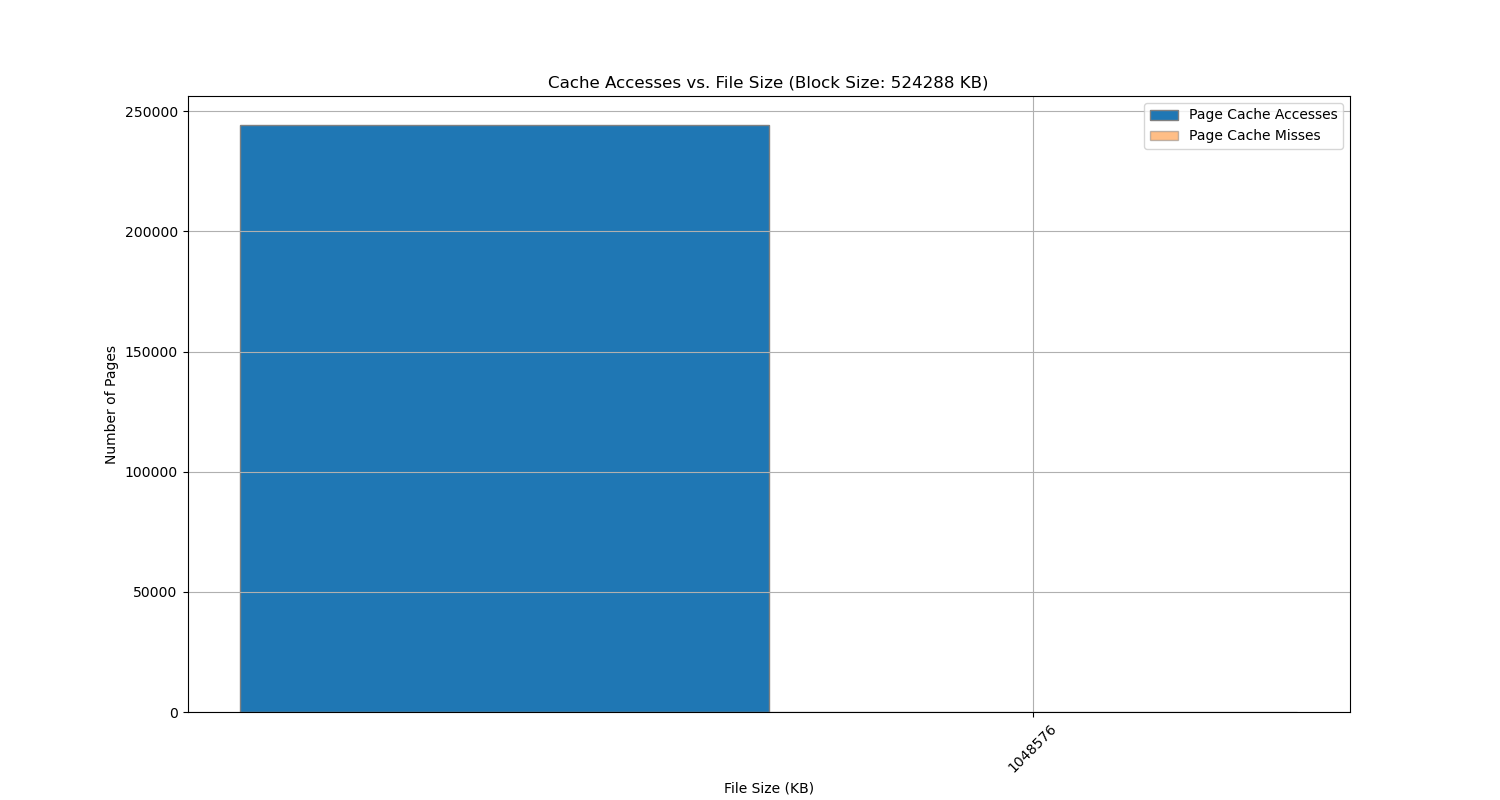 Cache Accesses vs. File Size (Block Size: 524288 KB)
250000
200000
150000
100000
50000
0
Number of Pages
Page Cache Accesses
Page Cache Misses
1048576
File Size (KB)